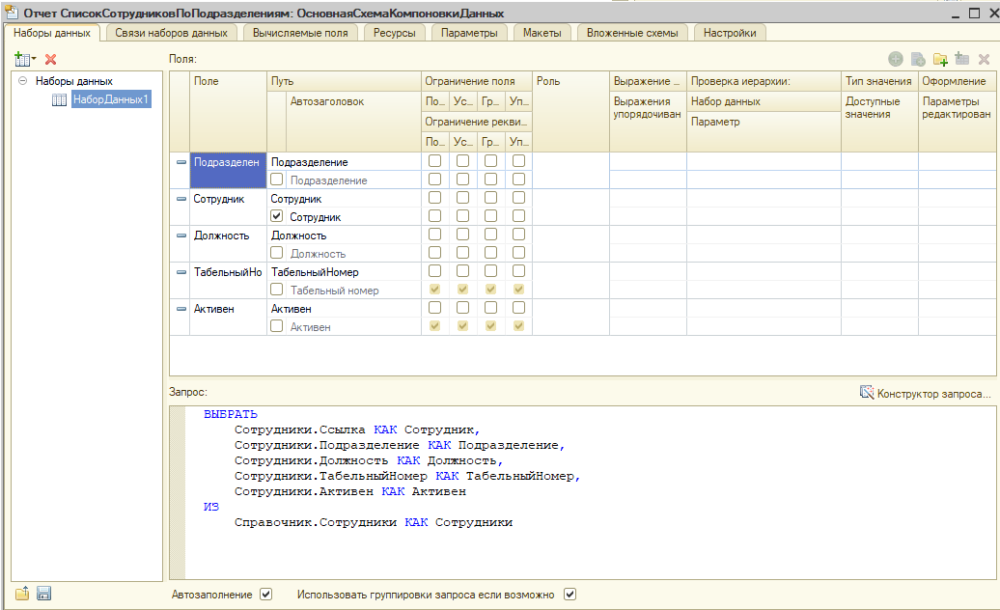 Отчет СписокСотрудниковПоПодразделениям: ОсновнаяСхемаКомпоновкиДанных
Наборы данных Связи наборов данных Вычисляемые поля Ресурсы Параметры Макеты Вложенные схемы Настройки
Поля:
Наборы данных
НаборДанных1
Поле Путь Ограничение поля Роль Выражение ... Проверка иерархии: Тип значения Оформление
Автозаголовок По... Ус... Гр... Уп... Выражения упорядочиван Набор данных Доступные значения Параметры редактирован
Ограничение рекви... Параметр
По... Ус... Гр... Уп...
Подразделен Подразделение
Подразделение
Сотрудник Сотрудник
Сотрудник
Должность Должность
Должность
ТабельныйНо ТабельныйНомер
Табельный номер
Активен Активен
Активен
Запрос: Конструктор запроса...
ВЫБРАТЬ
Сотрудники.Ссылка КАК Сотрудник,
Сотрудники.Подразделение КАК Подразделение,
Сотрудники.Должность КАК Должность,
Сотрудники.ТабельныйНомер КАК ТабельныйНомер,
Сотрудники.Активен КАК Активен
ИЗ
Справочник.Сотрудники КАК Сотрудники
Автозаполнение Использовать группировки запроса если возможно